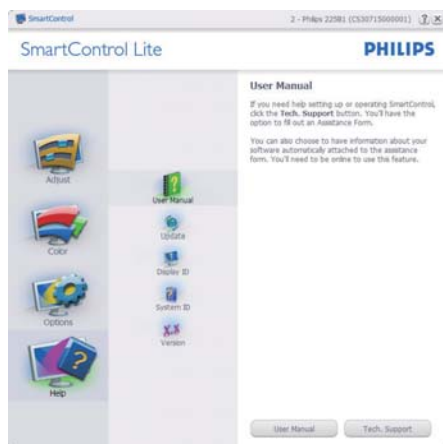 SmartControl
2 - Philips 225B1 (CS30715000001)
SmartControl Lite
PHILIPS
Adjust
Color
Options
Help
User Manual
Update
Display ID
System ID
Version
User Manual
If you need help setting up or operating SmartControl,
click the Tech. Support button. You'll have the
option to fill out an Assistance Form.
You can also choose to have information about your
software automatically attached to the assistance
form. You'll need to be online to use this feature.
User Manual
Tech. Support